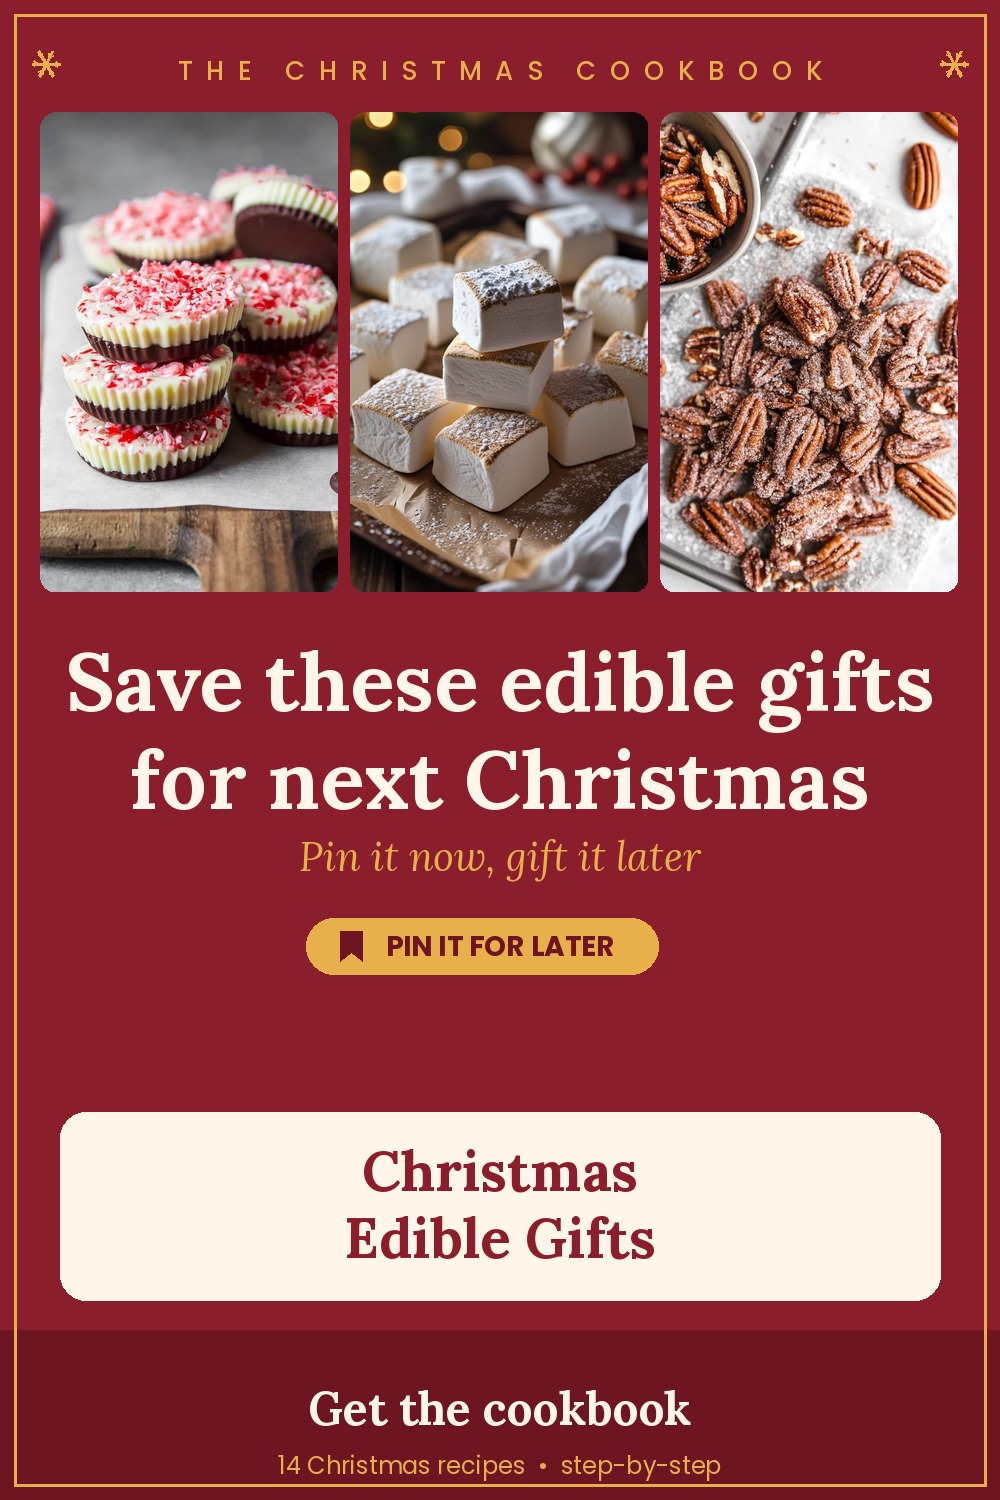 THE CHRISTMAS COOKBOOK
Save these edible gifts
for next Christmas
Pin it now, gift it later
PIN IT FOR LATER
Christmas
Edible Gifts
Get the cookbook
14 Christmas recipes • step-by-step